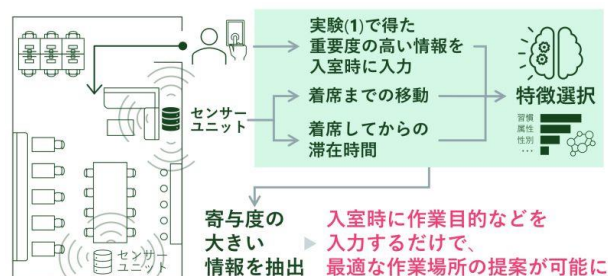 実験(1)で得た
重要度の高い情報を
入室時に入力
センサー
ユニット
着席までの移動
着席してからの
滞在時間
特徴選択
習慣
属性
性別
…
センサー
ユニット
寄与度の
大きい
情報を抽出
入室時に作業目的などを
入力するだけで、
最適な作業場所の提案が可能に